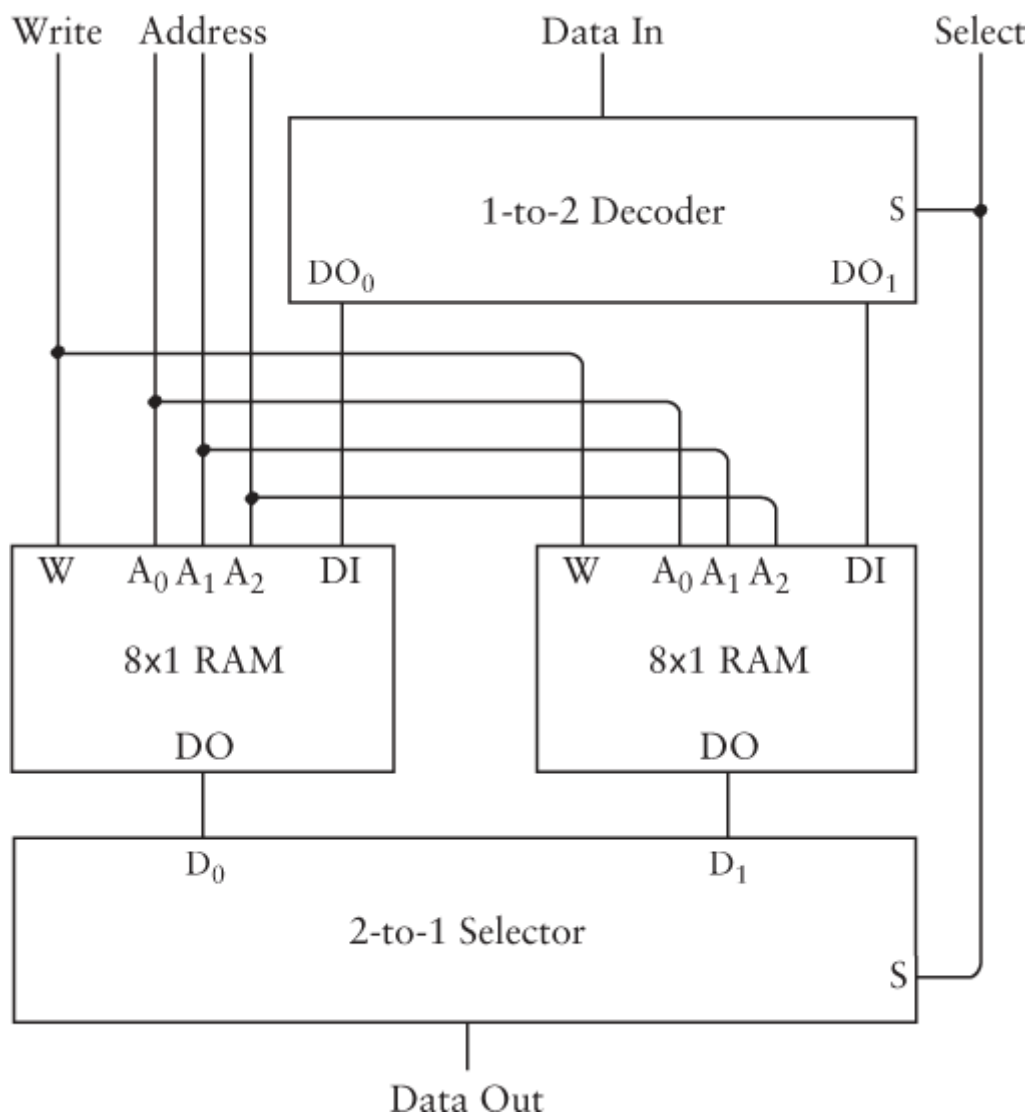 Write Address Data In Select
1-to-2 Decoder S
DO₀ DO₁
W A₀ A₁ A₂ DI W A₀ A₁ A₂ DI
8x1 RAM 8x1 RAM
DO DO
D₀ D₁
2-to-1 Selector
S
Data Out